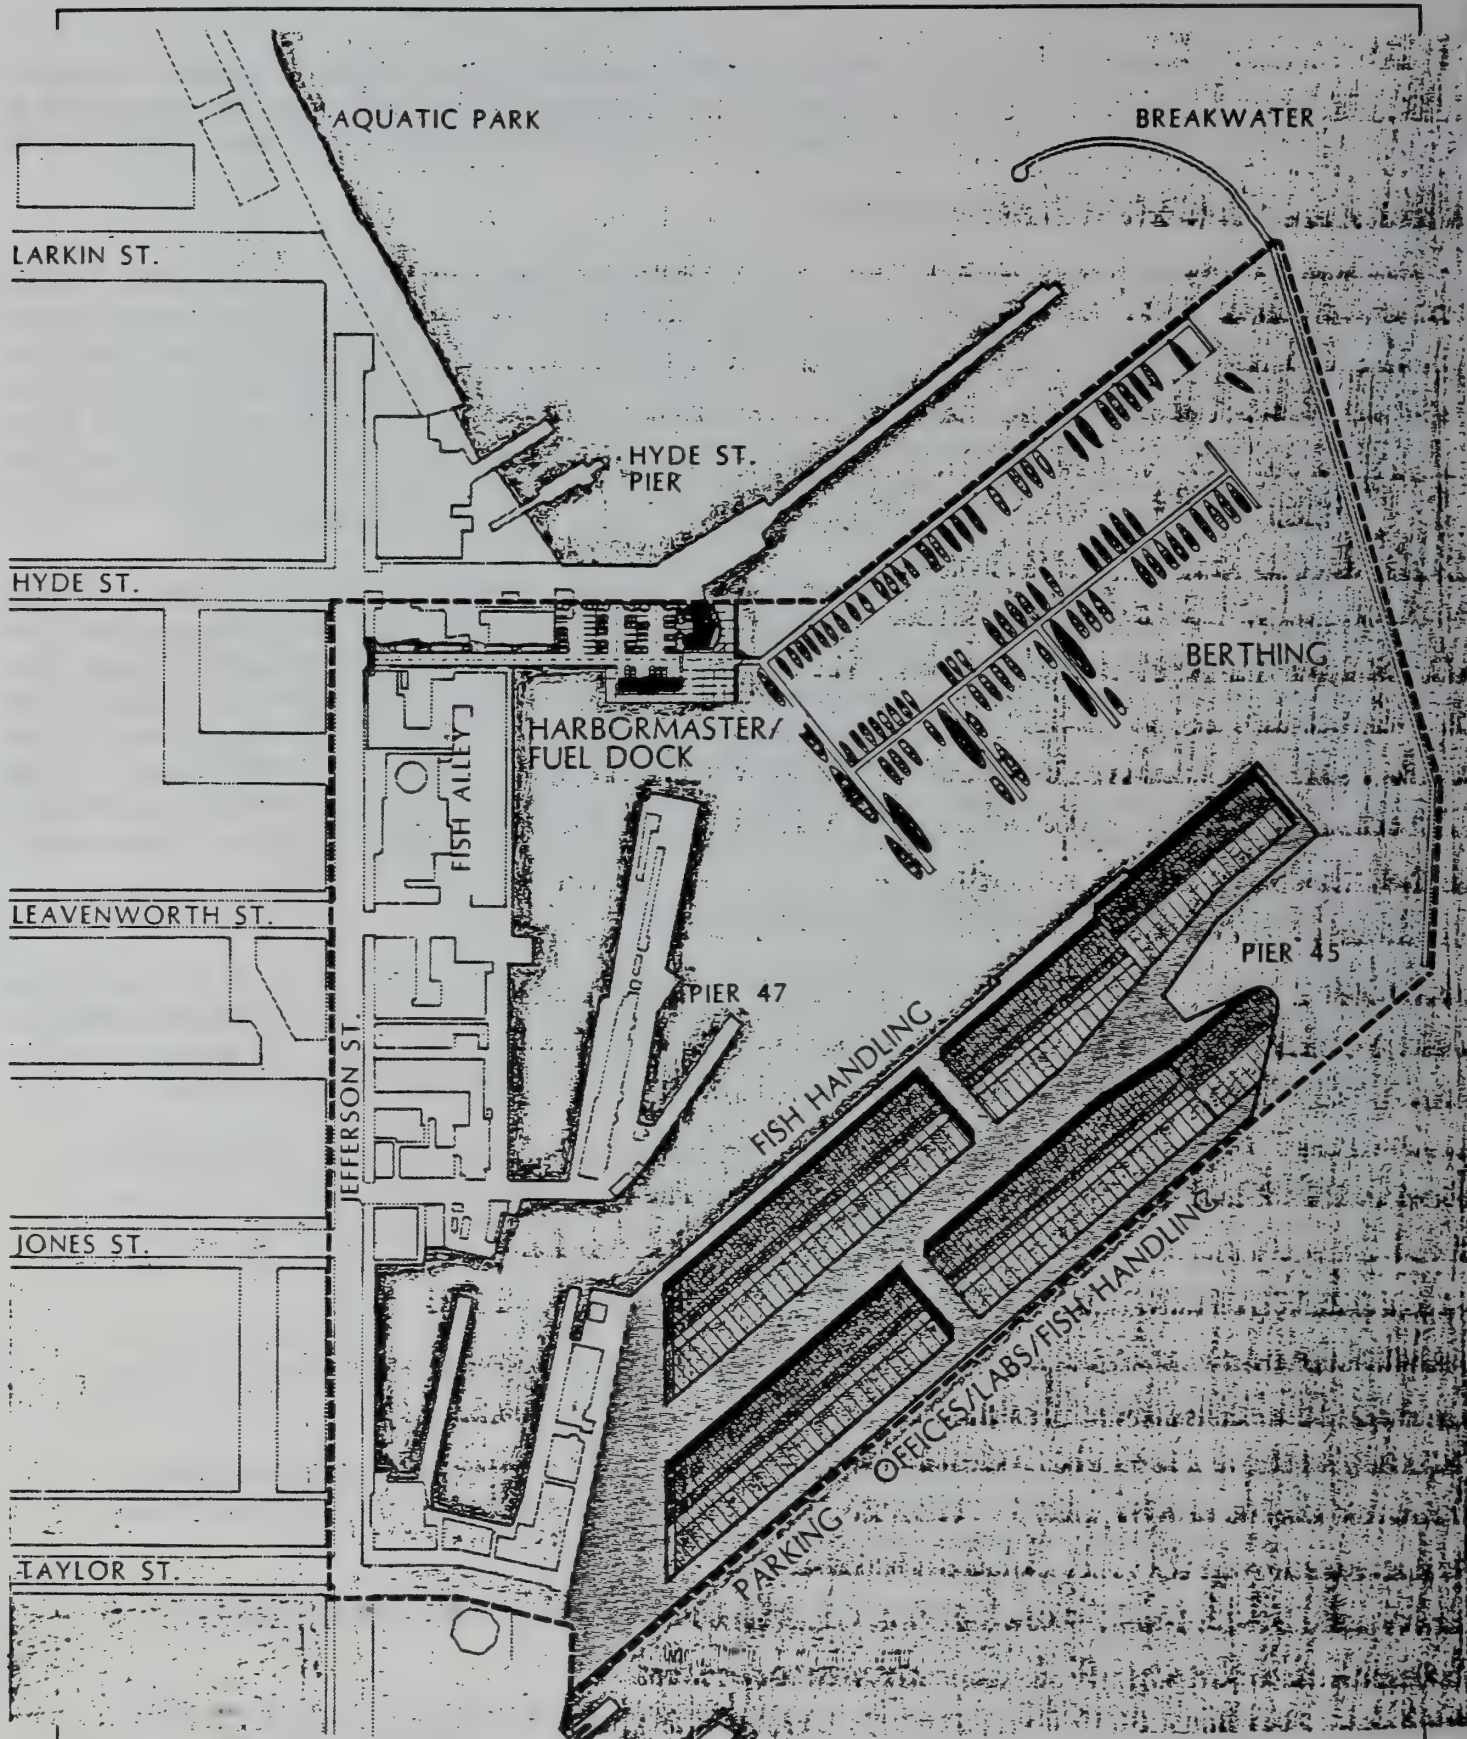 AQUATIC PARK
BREAKWATER
LARKIN ST.
HYDE ST.
PIER
HYDE ST.
BERTHING
HARBORMASTER/
FUEL DOCK
FISH ALLEY
LEAVENWORTH ST.
PIER 45
PIER 47
FISH HANDLING
JEFFERSON ST.
JONES ST.
OFFICES/LABS/FISH HANDLING
PARKING
TAYLOR ST.